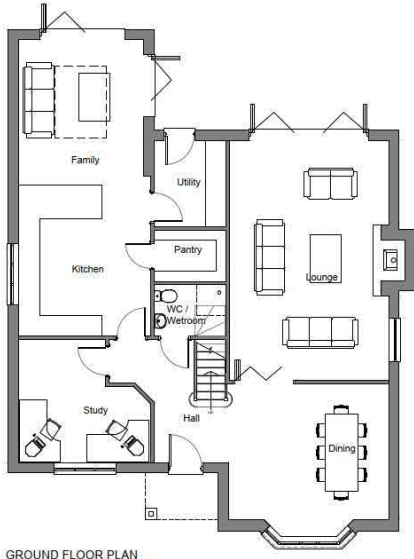 Family
Utility
Kitchen
Pantry
Lounge
WC /
Wetroom
Study
Hall
Dining
GROUND FLOOR PLAN